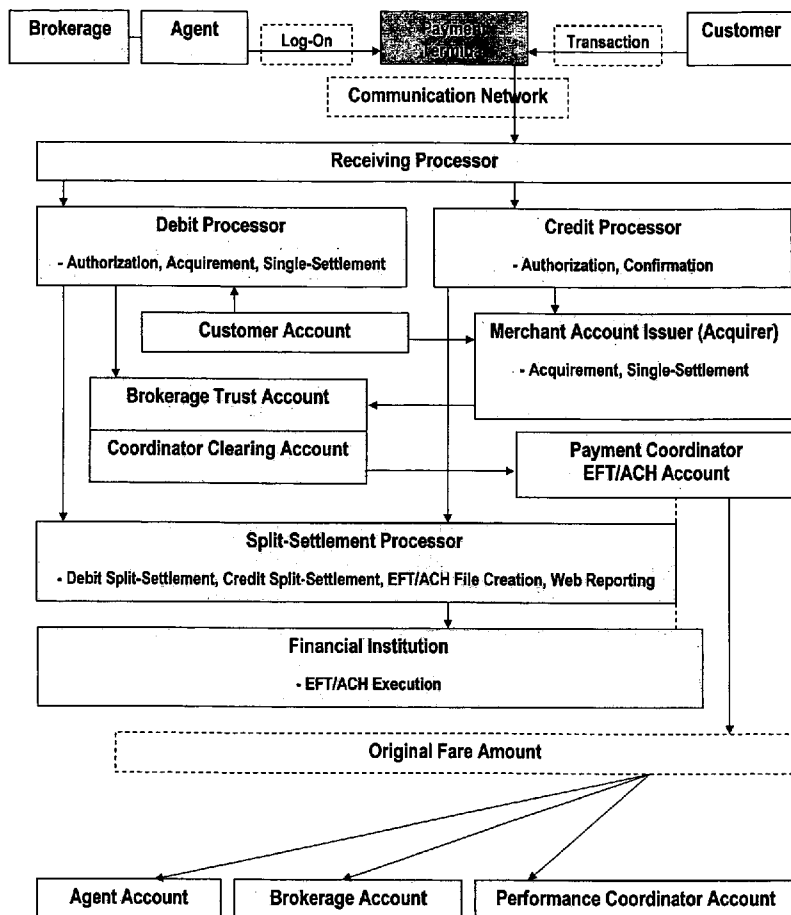 Brokerage
Agent
Log-On
Payment
Terminal
Transaction
Customer
Communication Network
Receiving Processor
Debit Processor
- Authorization, Acquirement, Single-Settlement
Credit Processor
- Authorization, Confirmation
Customer Account
Merchant Account Issuer (Acquirer)
- Acquirement, Single-Settlement
Brokerage Trust Account
Coordinator Clearing Account
Payment Coordinator
EFT/ACH Account
Split-Settlement Processor
- Debit Split-Settlement, Credit Split-Settlement, EFT/ACH File Creation, Web Reporting
Financial Institution
- EFT/ACH Execution
Original Fare Amount
Agent Account
Brokerage Account
Performance Coordinator Account